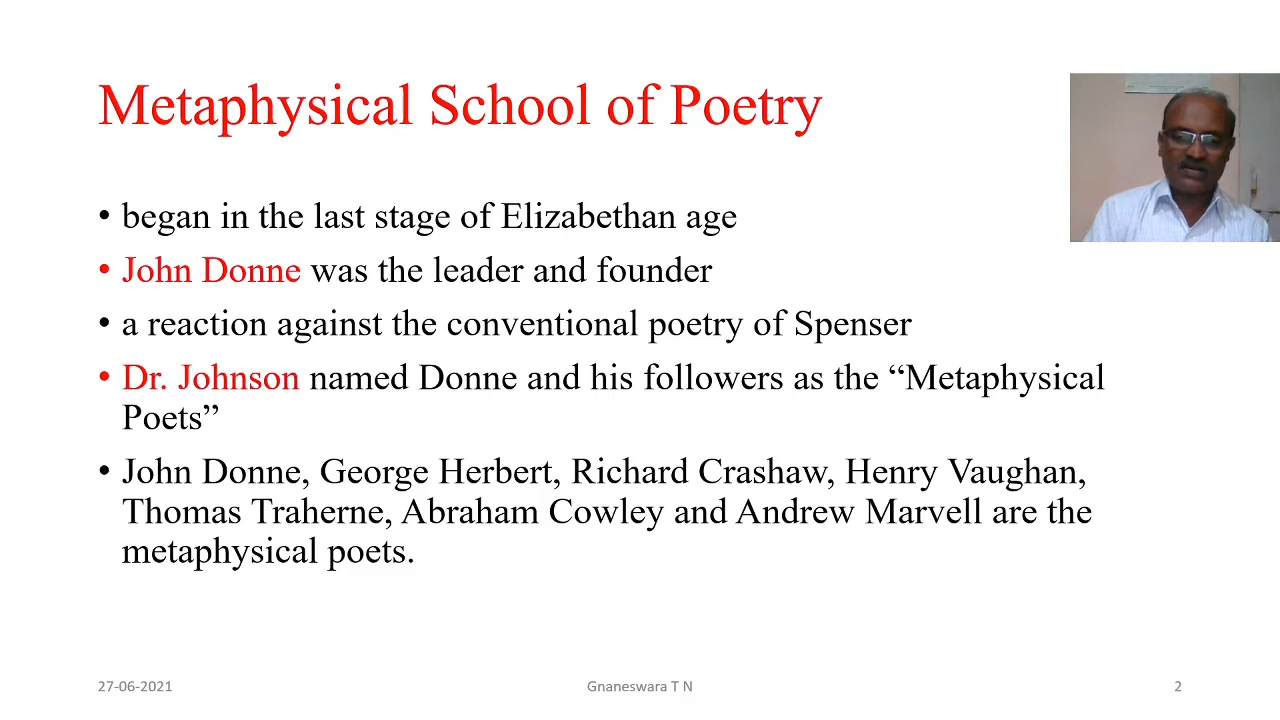 Metaphysical School of Poetry
• began in the last stage of Elizabethan age
• John Donne was the leader and founder
• a reaction against the conventional poetry of Spenser
• Dr. Johnson named Donne and his followers as the “Metaphysical
Poets”
• John Donne, George Herbert, Richard Crashaw, Henry Vaughan,
Thomas Traherne, Abraham Cowley and Andrew Marvell are the
metaphysical poets.
27-06-2021
Gnaneswara T N
2